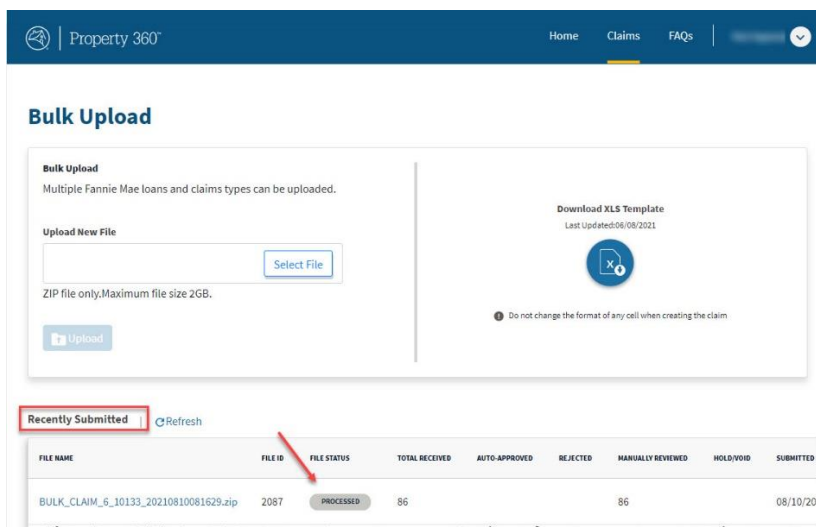 Property 360™
Home Claims FAQs
Bulk Upload
Bulk Upload
Multiple Fannie Mae loans and claims types can be uploaded.
Upload New File
Select File
ZIP file only.Maximum file size 2GB.
Upload
Download XLS Template
Last Updated:06/08/2021
Do not change the format of any cell when creating the claim
Recently Submitted | Refresh
FILE NAME FILE ID FILE STATUS TOTAL RECEIVED AUTO-APPROVED REJECTED MANUALLY REVIEWED HOLD/VOID SUBMITTED
BULK_CLAIM_6_10133_20210810081629.zip 2087 PROCESSED 86 86 08/10/20